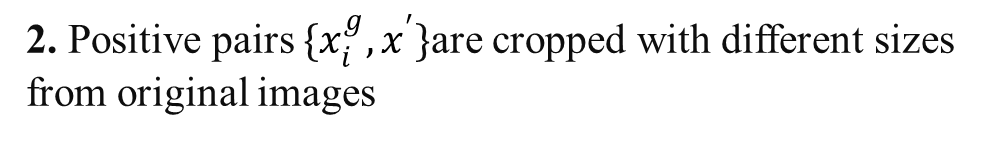 2. Positive pairs {x_i^g, x'}are cropped with different sizes
from original images